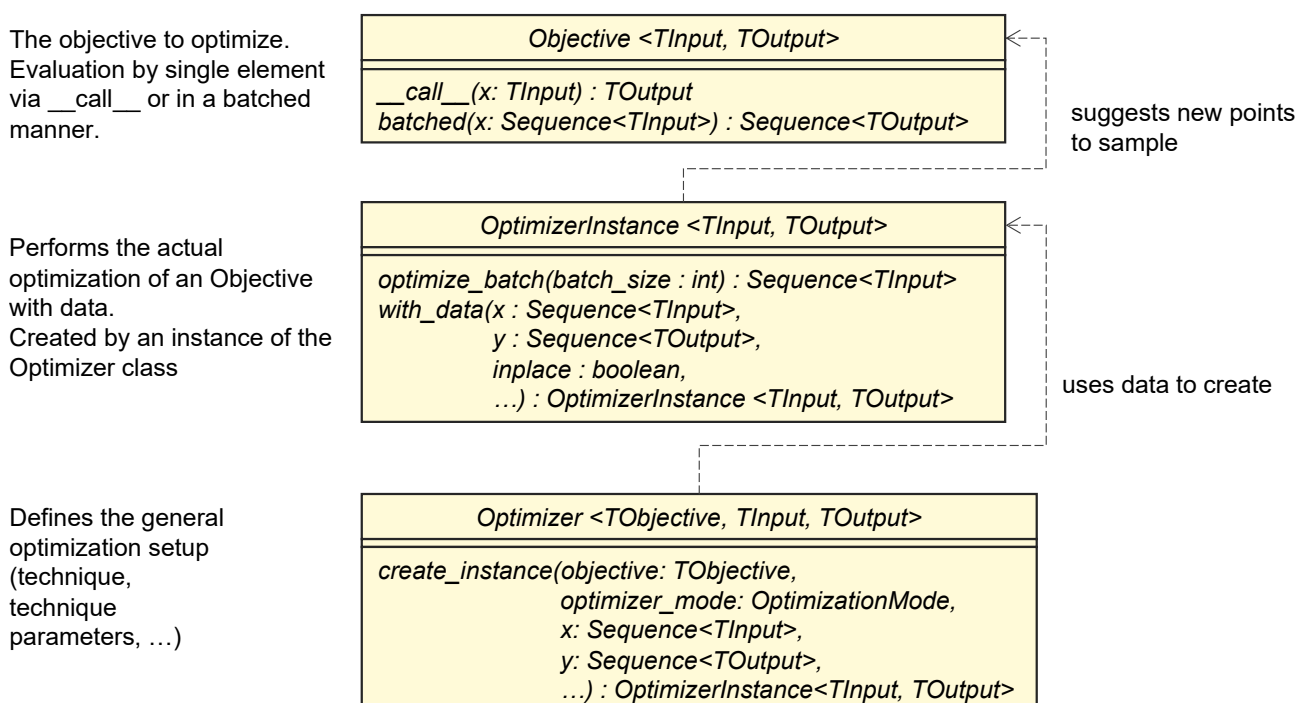 The objective to optimize.
Evaluation by single element
via __call__ or in a batched
manner.
Objective <TInput, TOutput>
__call__(x: TInput) : TOutput
batched(x: Sequence<TInput>) : Sequence<TOutput>
suggests new points
to sample
Performs the actual
optimization of an Objective
with data.
Created by an instance of the
Optimizer class
OptimizerInstance <TInput, TOutput>
optimize_batch(batch_size : int) : Sequence<TInput>
with_data(x : Sequence<TInput>,
y : Sequence<TOutput>,
inplace : boolean,
…) : OptimizerInstance <TInput, TOutput>
uses data to create
Defines the general
optimization setup
(technique,
technique
parameters, …)
Optimizer <TObjective, TInput, TOutput>
create_instance(objective: TObjective,
optimizer_mode: OptimizationMode,
x: Sequence<TInput>,
y: Sequence<TOutput>,
…) : OptimizerInstance<TInput, TOutput>